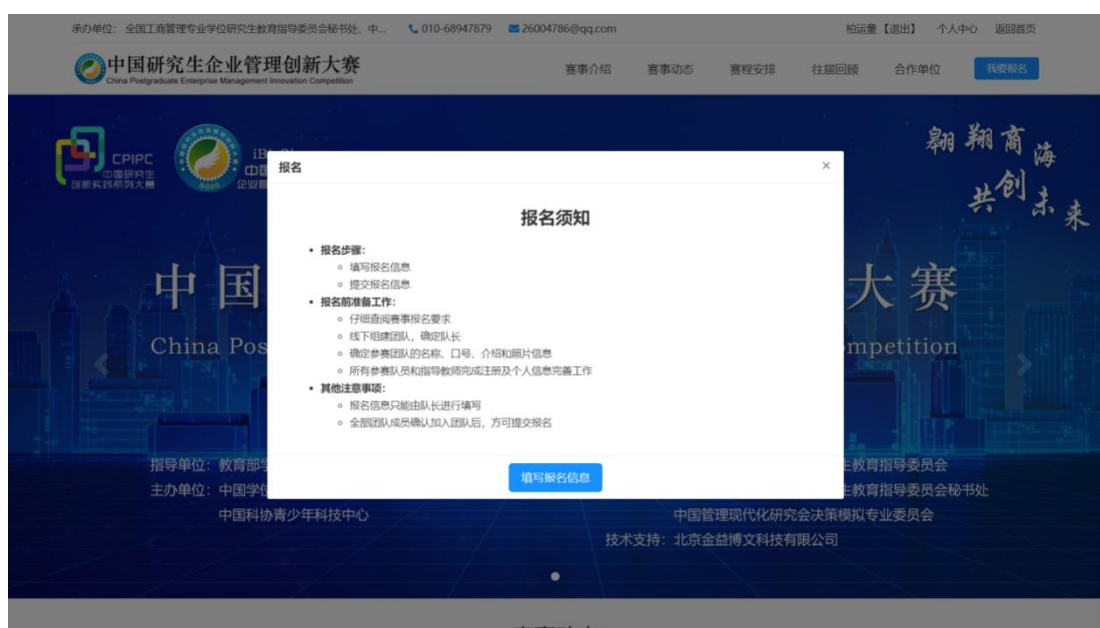 承办单位：全国工商管理专业学位研究生教育指导委员会秘书处、中... 010-68947879 26004786@qq.com 柏运童【退出】 个人中心 返回首页
中国研究生企业管理创新大赛 赛事介绍 赛事动态 赛程安排 往届回顾 合作单位 我要报名
China Postgraduate Enterprise Management Innovation Competition
翱翔商海
共创未来
CPIPC
中国研究生
创新实践系列大赛
报名 ×
报名须知
• 报名步骤：
○ 填写报名信息
○ 提交报名信息
• 报名前准备工作：
○ 仔细查阅赛事报名要求
○ 线下组建团队，确定队长
○ 确定参赛团队的名称、口号、介绍和照片信息
○ 所有参赛队员和指导教师完成注册及个人信息完善工作
• 其他注意事项：
○ 报名信息只能由队长进行填写
○ 全部团队成员确认加入团队后，方可提交报名
填写报名信息
中国 大赛
China Pos mpetition
指导单位：教育部学 生教育指导委员会
主办单位：中国学位 生教育指导委员会秘书处
中国科协青少年科技中心 中国管理现代化研究会决策模拟专业委员会
技术支持：北京金益博文科技有限公司